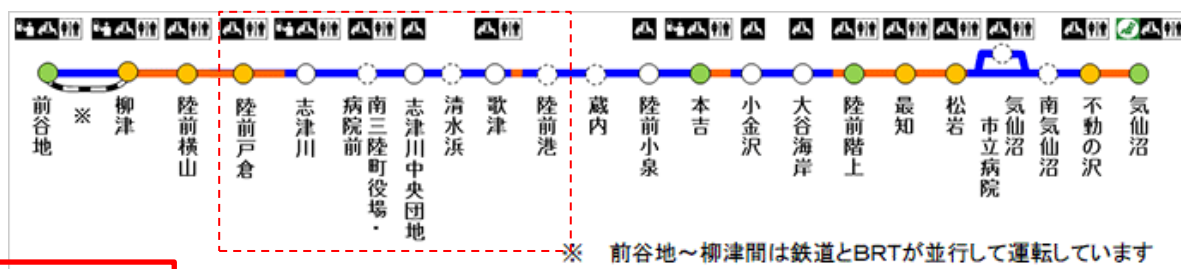 前谷地
※
柳津
陸前横山
陸前戸倉
志津川
南三陸町役場・
病院前
志津川中央団地
清水浜
歌津
陸前港
蔵内
陸前小泉
本吉
小金沢
大谷海岸
陸前階上
最知
松岩
気仙沼
市立病院
南気仙沼
不動の沢
気仙沼
※ 前谷地~柳津間は鉄道とBRTが並行して運転しています